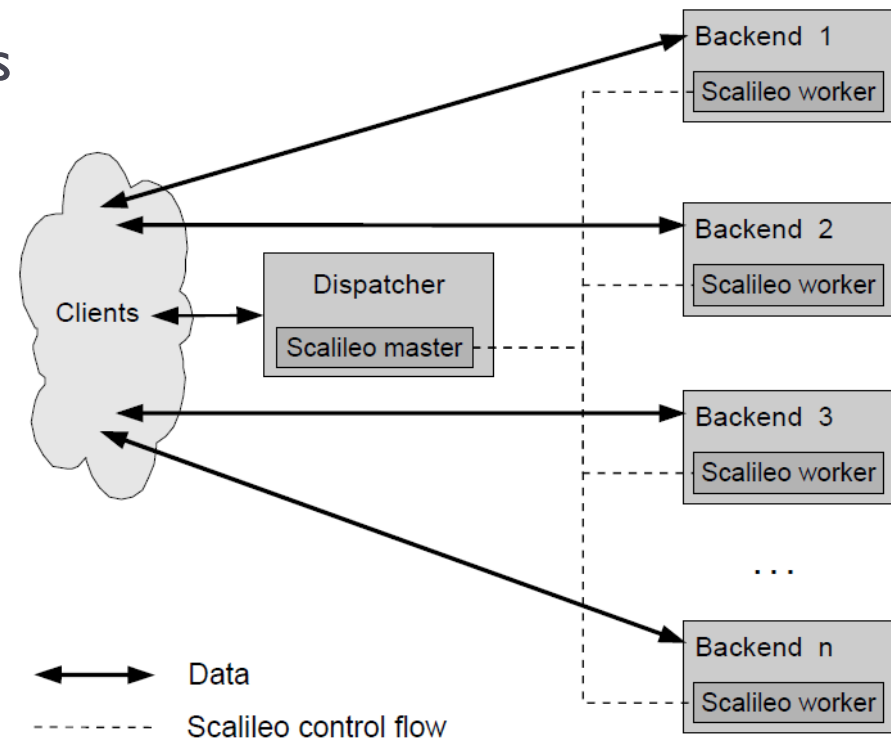 s
Backend 1
Scalileo worker
Backend 2
Scalileo worker
Dispatcher
Clients
Scalileo master
Backend 3
Scalileo worker
...
Backend n
Scalileo worker
Data
Scalileo control flow